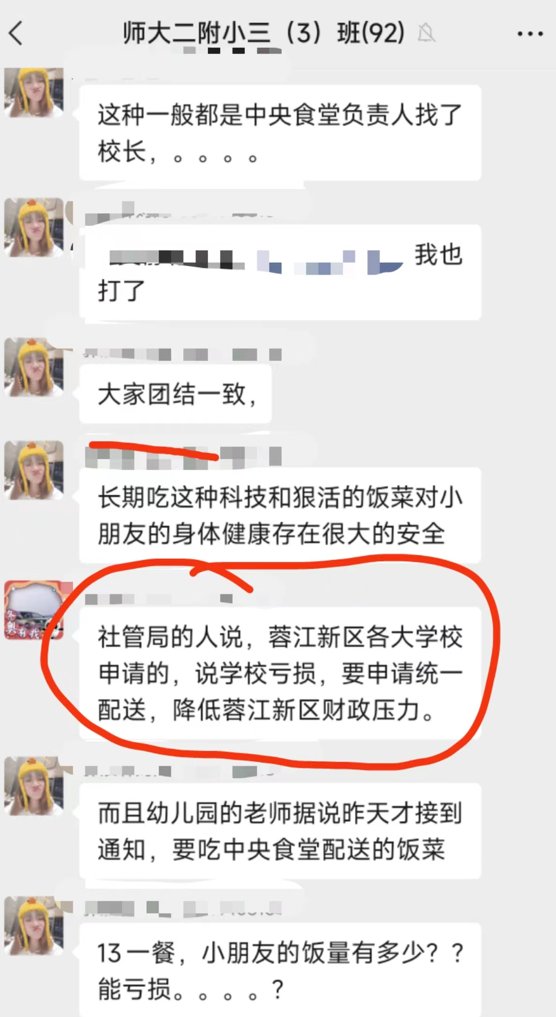 师大二附小三（3）班(92)
这种一般都是中央食堂负责人找了
校长，。。。。
我也
打了
大家团结一致，
长期吃这种科技和狠活的饭菜对小
朋友的身体健康存在很大的安全
社管局的人说，蓉江新区各大学校
申请的，说学校亏损，要申请统一
配送，降低蓉江新区财政压力。
而且幼儿园的老师据说昨天才接到
通知，要吃中央食堂配送的饭菜
13一餐，小朋友的饭量有多少？？
能亏损。。。。？